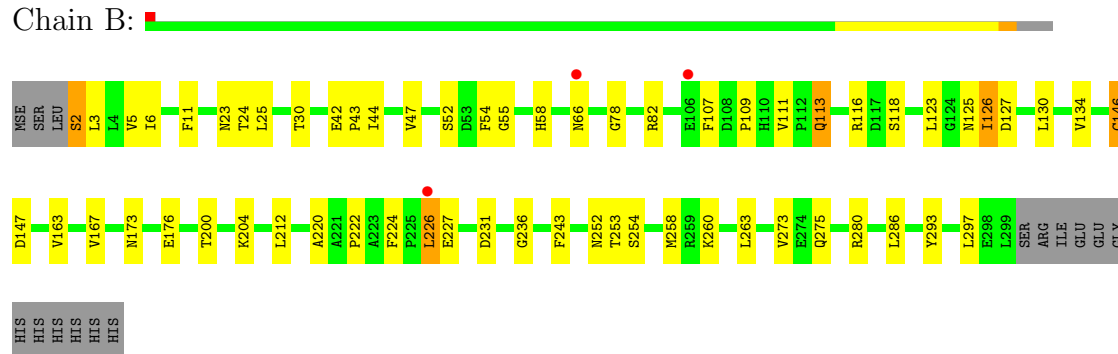 Chain B:
MSE SER LEU S2 L3 L4 V5 I6 F11 N23 T24 L25 T30 E42 P43 I44 V47 S52 D53 F54 G55 H58 N66 G78 R82 E106 F107 D108 P109 H110 V111 P112 Q113 R116 D117 S118 L123 G124 N125 I126 D127 L130 V134
D147 V163 V167 N173 E176 T200 K204 L212 A220 A221 P222 A223 F224 P225 L226 E227 D231 G236 F243 N252 T253 S254 M258 R259 K260 L263 V273 E274 Q275 R280 L286 Y293 L297 E298 L299 SER ARG ILE GLU GLU GLY
HIS HIS HIS HIS HIS HIS